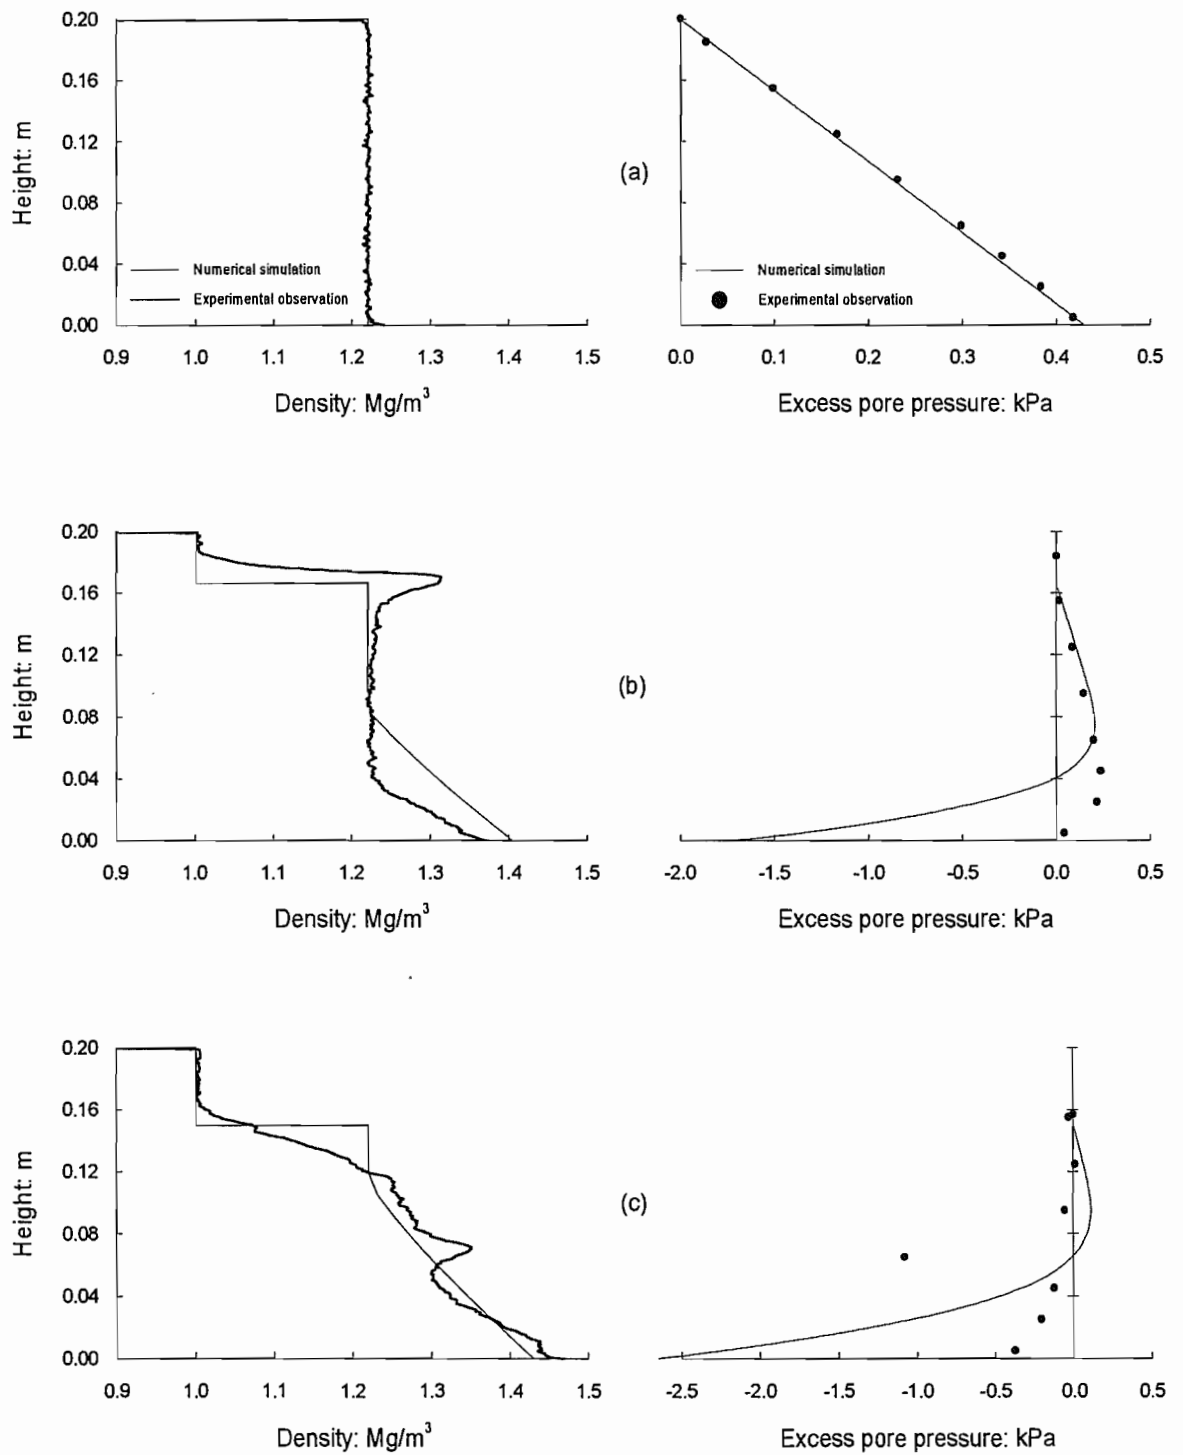 0.20
0.16
0.12
0.08
0.04
0.00
Height: m
Numerical simulation
Experimental observation
0.9 1.0 1.1 1.2 1.3 1.4 1.5
Density: Mg/m³
(a)
Numerical simulation
Experimental observation
0.0 0.1 0.2 0.3 0.4 0.5
Excess pore pressure: kPa
0.20
0.16
0.12
0.08
0.04
0.00
Height: m
0.9 1.0 1.1 1.2 1.3 1.4 1.5
Density: Mg/m³
(b)
-2.0 -1.5 -1.0 -0.5 0.0 0.5
Excess pore pressure: kPa
0.20
0.16
0.12
0.08
0.04
0.00
Height: m
0.9 1.0 1.1 1.2 1.3 1.4 1.5
Density: Mg/m³
(c)
-2.5 -2.0 -1.5 -1.0 -0.5 0.0 0.5
Excess pore pressure: kPa